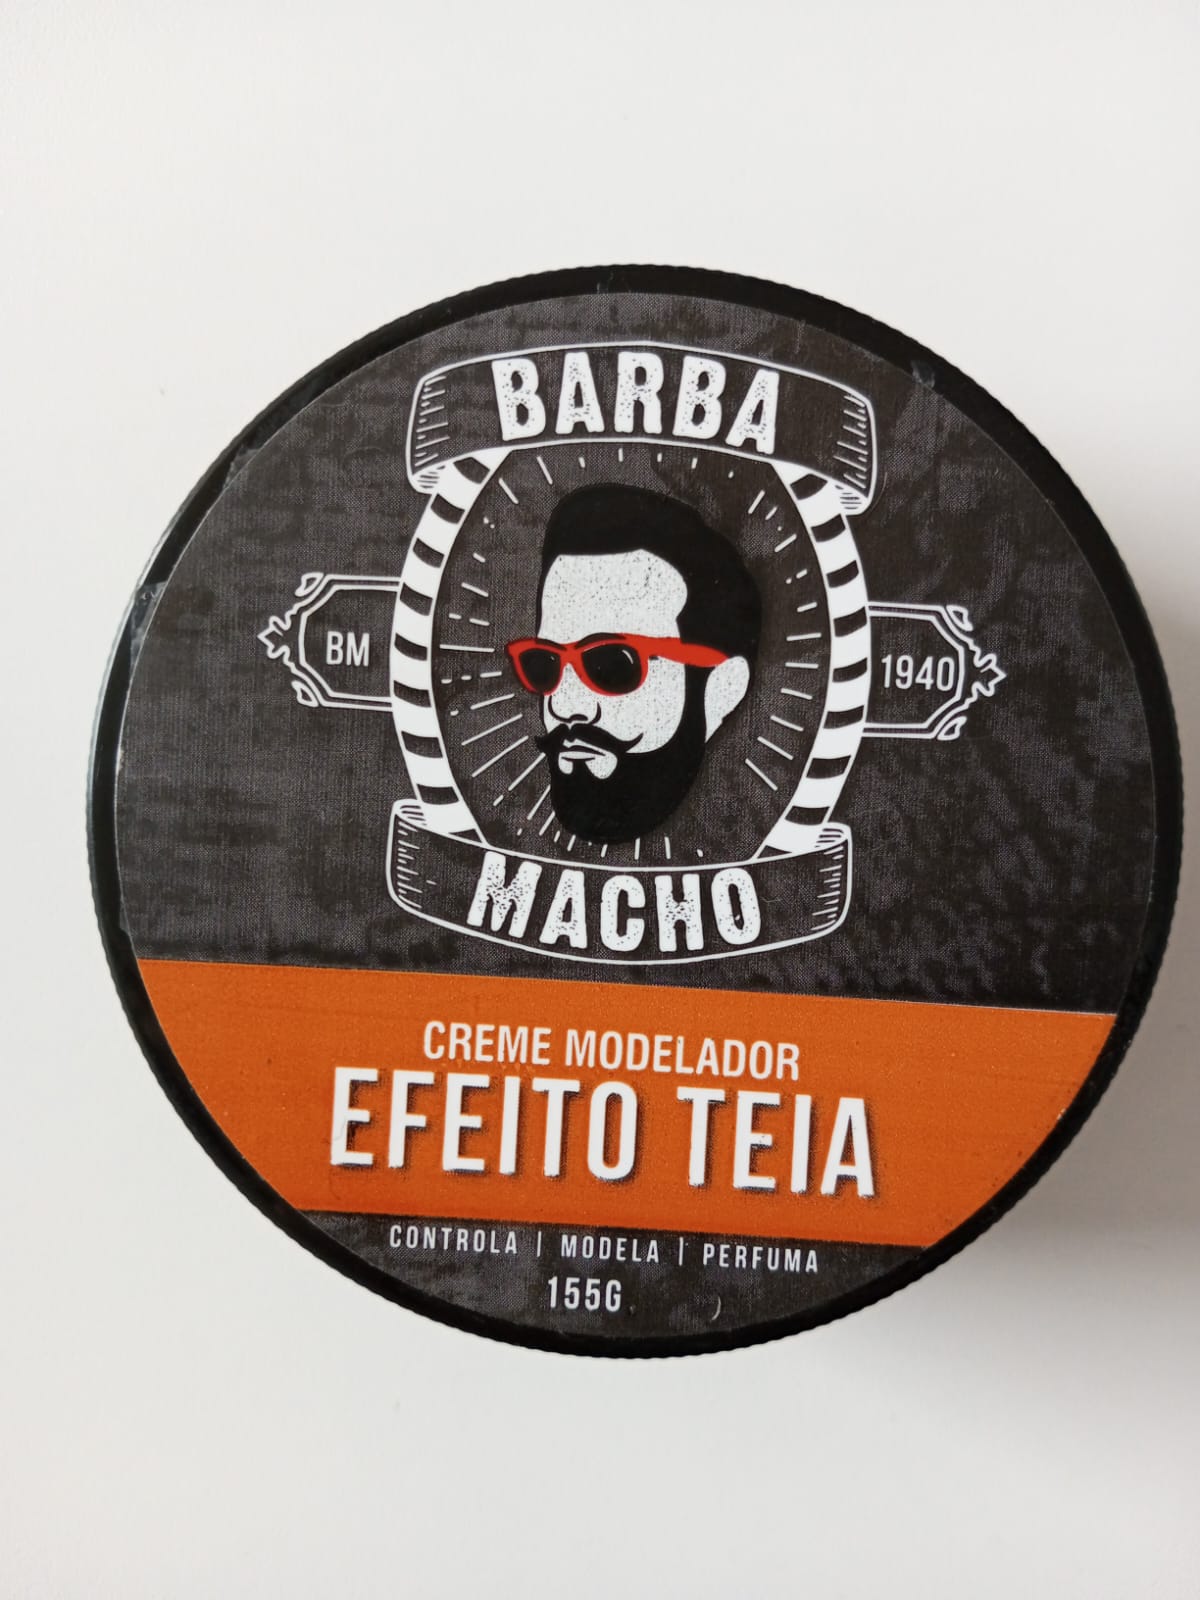 BARBA
BM
1940
MACHO
CREME MODELADOR
EFEITO TEIA
CONTROLA | MODELA | PERFUMA
155G